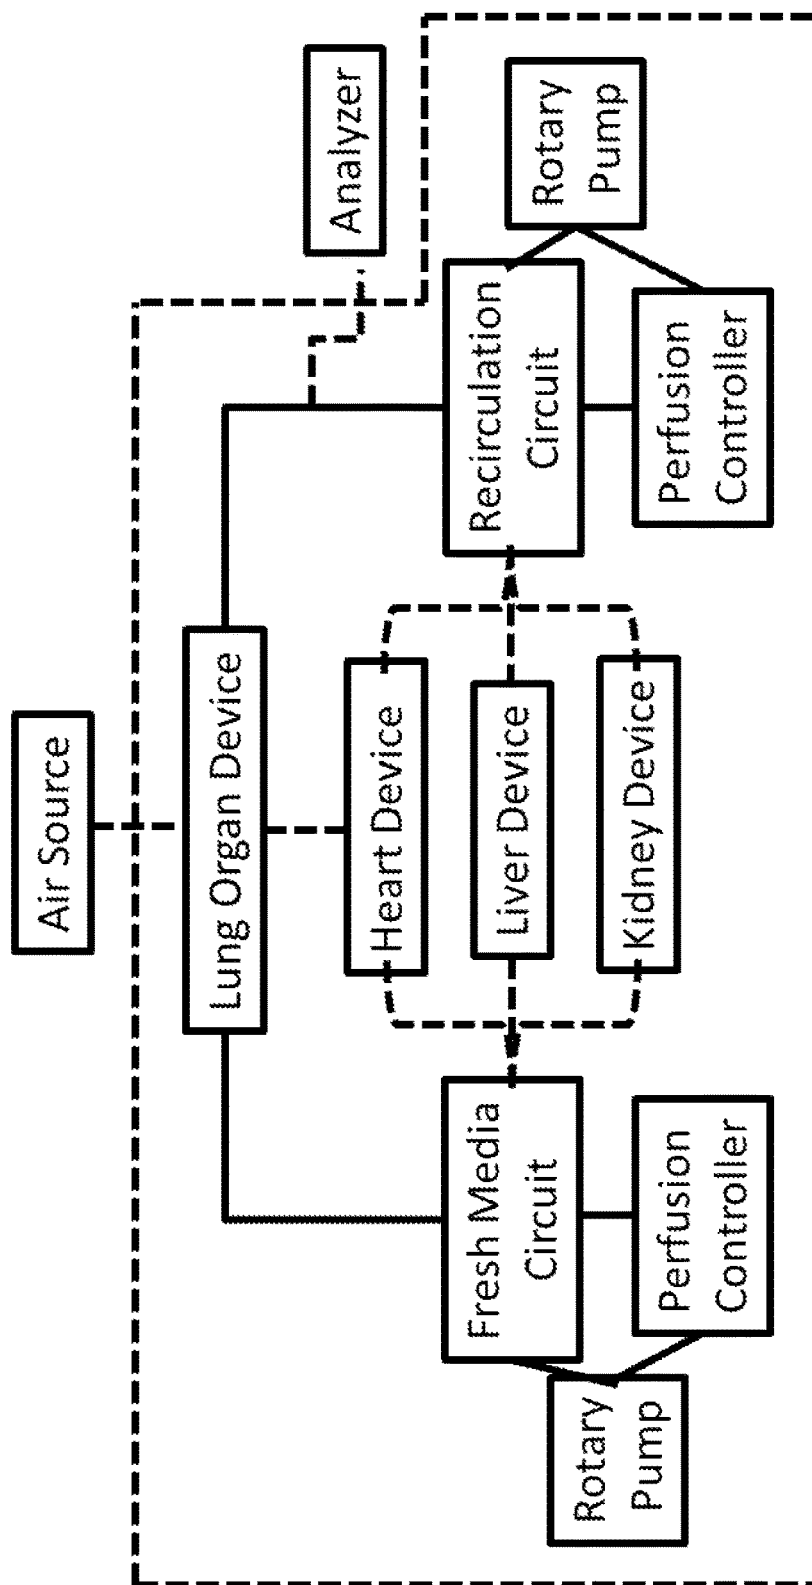 Air Source
Lung Organ Device
Analyzer
Heart Device
Fresh Media
Circuit
Liver Device
Recirculation
Circuit
Rotary
Pump
Kidney Device
Rotary
Pump
Perfusion
Controller
Perfusion
Controller